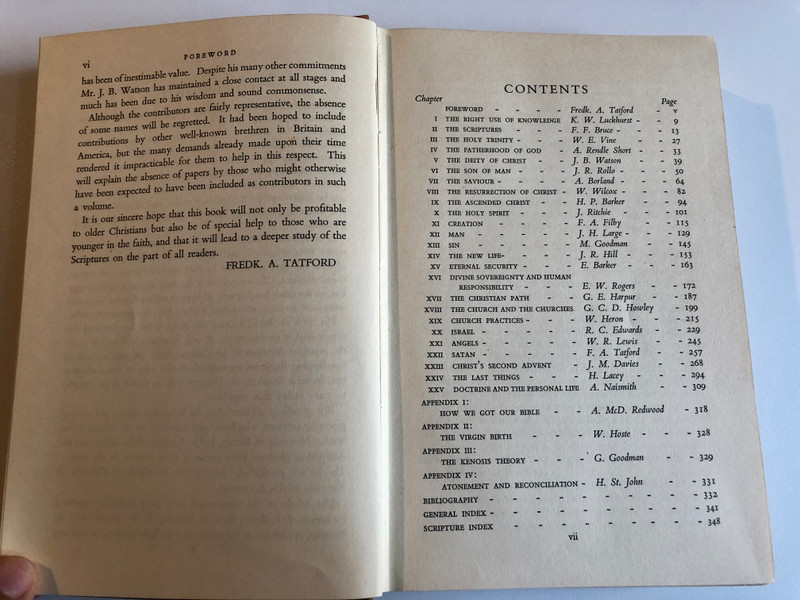 vi
FOREWORD
has been of inestimable value. Despite his many other commitments
Mr. J. B. Watson has maintained a close contact at all stages and
much has been due to his wisdom and sound commonsense.
Although the contributors are fairly representative, the absence
of some names will be regretted. It had been hoped to include
contributions by other well-known brethren in Britain and
America, but the many demands already made upon their time
rendered it impracticable for them to help in this respect. This
will explain the absence of papers by those who might otherwise
have been expected to have been included as contributors in such
a volume.
It is our sincere hope that this book will not only be profitable
to older Christians but also be of special help to those who are
younger in the faith, and that it will lead to a deeper study of the
Scriptures on the part of all readers.
FREDK. A. TATFORD
CONTENTS
Chapter Page
FOREWORD - - - - Fredk. A. Tatford - v
I THE RIGHT USE OF KNOWLEDGE - K. W. Luckhurst - - 9
II THE SCRIPTURES - - - F. F. Bruce - - - 13
III THE HOLY TRINITY - - - W. E. Vine - - - 27
IV THE FATHERHOOD OF GOD - A. Rendle Short - - 33
V THE DEITY OF CHRIST - - J. B. Watson - - 39
VI THE SON OF MAN - - - J. R. Rollo - - 50
VII THE SAVIOUR - - - - A. Borland - - - 64
VIII THE RESURRECTION OF CHRIST - W. Wilcox - - - 82
IX THE ASCENDED CHRIST - - H. P. Barker - - 94
X THE HOLY SPIRIT - - - J. Ritchie - - - 101
XI CREATION - - - - F. A. Filby - - - 115
XII MAN - - - - - J. H. Large - - - 129
XIII SIN - - - - - M. Goodman - - 145
XIV THE NEW LIFE- - - - J. R. Hill - - - 153
XV ETERNAL SECURITY - - - E. Barker - - - 163
XVI DIVINE SOVEREIGNTY AND HUMAN
RESPONSIBILITY - - - E. W. Rogers - - 172
XVII THE CHRISTIAN PATH - - G. E. Harpur - - 187
XVIII THE CHURCH AND THE CHURCHES G. C. D. Howley - 199
XIX CHURCH PRACTICES - - - W. Heron - - - 215
XX ISRAEL - - - - - R. C. Edwards - - 229
XXI ANGELS - - - - - W. R. Lewis - - 245
XXII SATAN - - - - - F. A. Tatford - - 257
XXIII CHRIST'S SECOND ADVENT - J. M. Davies - - 268
XXIV THE LAST THINGS - - - H. Lacey - - - 294
XXV DOCTRINE AND THE PERSONAL LIFE A. Naismith - - 309
APPENDIX I:
HOW WE GOT OUR BIBLE - - A. McD. Redwood - 318
APPENDIX II:
THE VIRGIN BIRTH - - - W. Hoste - - - 328
APPENDIX III:
THE KENOSIS THEORY - - - G. Goodman - - 329
APPENDIX IV:
ATONEMENT AND RECONCILIATION - H. St. John - - 331
BIBLIOGRAPHY - - - - - - - - - 332
GENERAL INDEX - - - - - - - - - 341
SCRIPTURE INDEX - - - - - - - - 348
vii